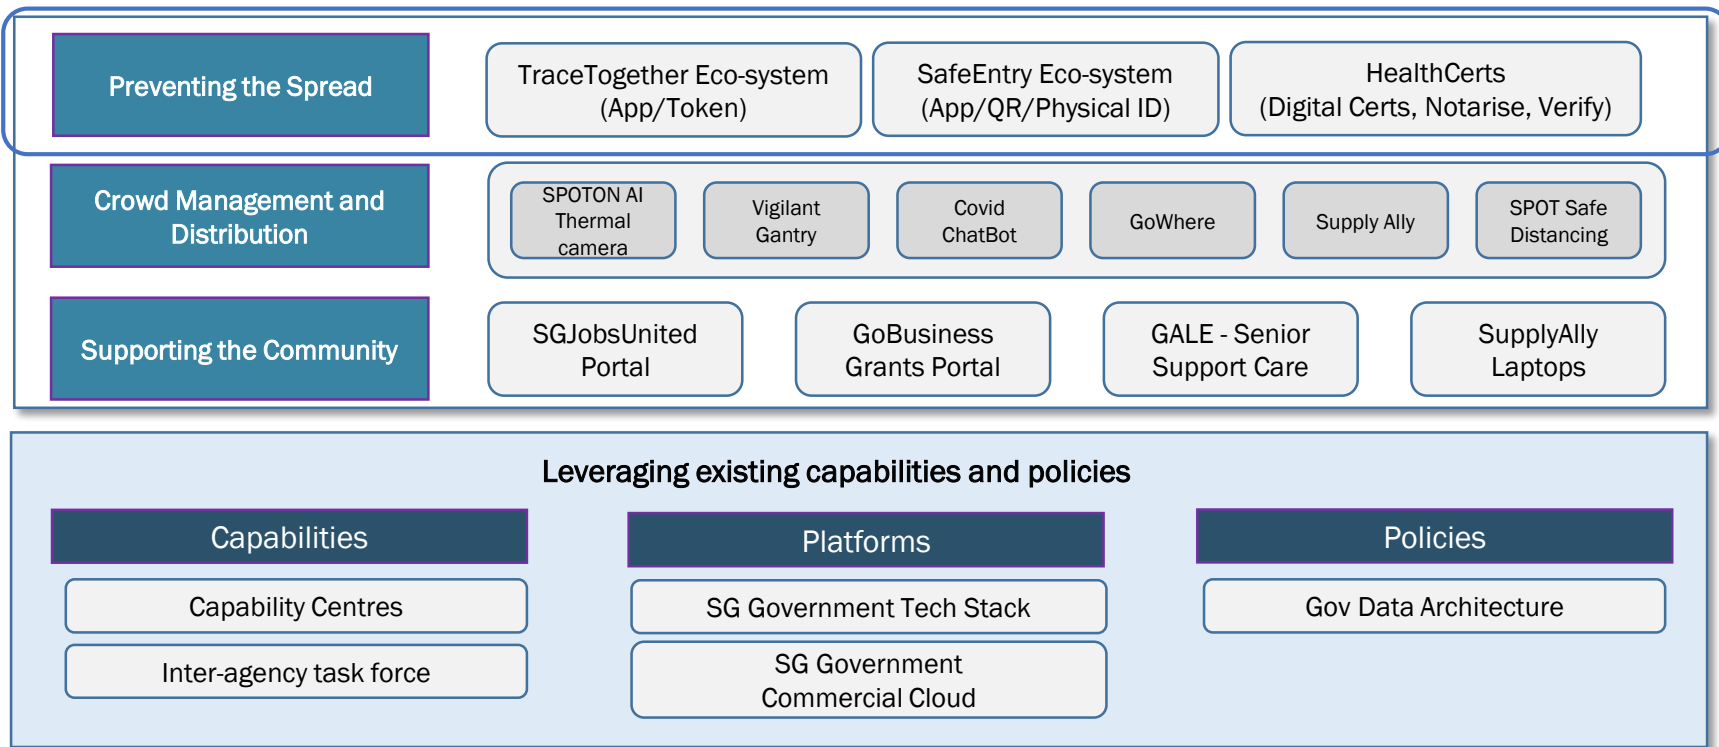 Preventing the Spread
TraceTogether Eco-system
(App/Token)
SafeEntry Eco-system
(App/QR/Physical ID)
HealthCerts
(Digital Certs, Notarise, Verify)
Crowd Management and
Distribution
SPOTON AI
Thermal
camera
Vigilant
Gantry
Covid
ChatBot
GoWhere
Supply Ally
SPOT Safe
Distancing
Supporting the Community
SGJobsUnited
Portal
GoBusiness
Grants Portal
GALE - Senior
Support Care
SupplyAlly
Laptops
Leveraging existing capabilities and policies
Capabilities
Capability Centres
Inter-agency task force
Platforms
SG Government Tech Stack
SG Government
Commercial Cloud
Policies
Gov Data Architecture